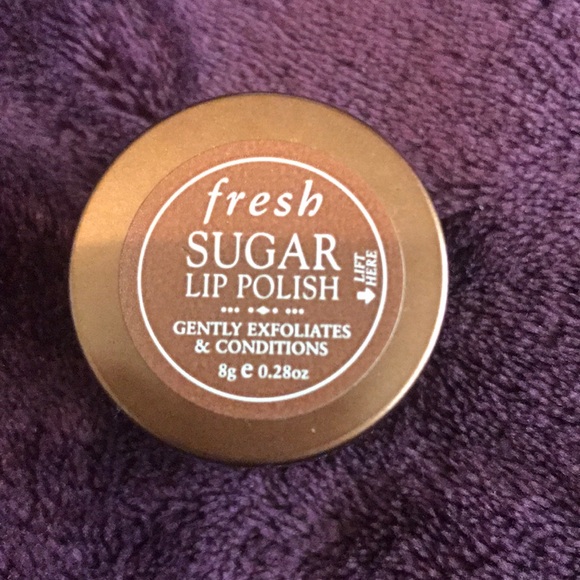 fresh
SUGAR
LIP POLISH
GENTLY EXFOLIATES
& CONDITIONS
8g e 0.28oz
LIFT
HERE